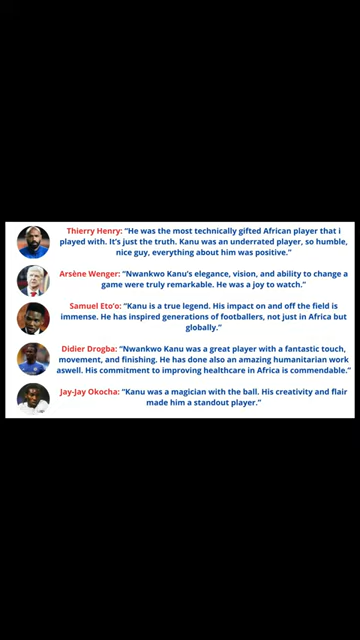 Thierry Henry: “He was the most technically gifted African player that i
played with. It’s just the truth. Kanu was an underrated player, so humble,
nice guy, everything about him was positive.”
Arsène Wenger: “Nwankwo Kanu’s elegance, vision, and ability to change a
game were truly remarkable. He was a joy to watch.”
Samuel Eto’o: “Kanu is a true legend. His impact on and off the field is
immense. He has inspired generations of footballers, not just in Africa but
globally.”
Didier Drogba: “Nwankwo Kanu was a great player with a fantastic touch,
movement, and finishing. He has done also an amazing humanitarian work
aswell. His commitment to improving healthcare in Africa is commendable.”
Jay-Jay Okocha: “Kanu was a magician with the ball. His creativity and flair
made him a standout player.”